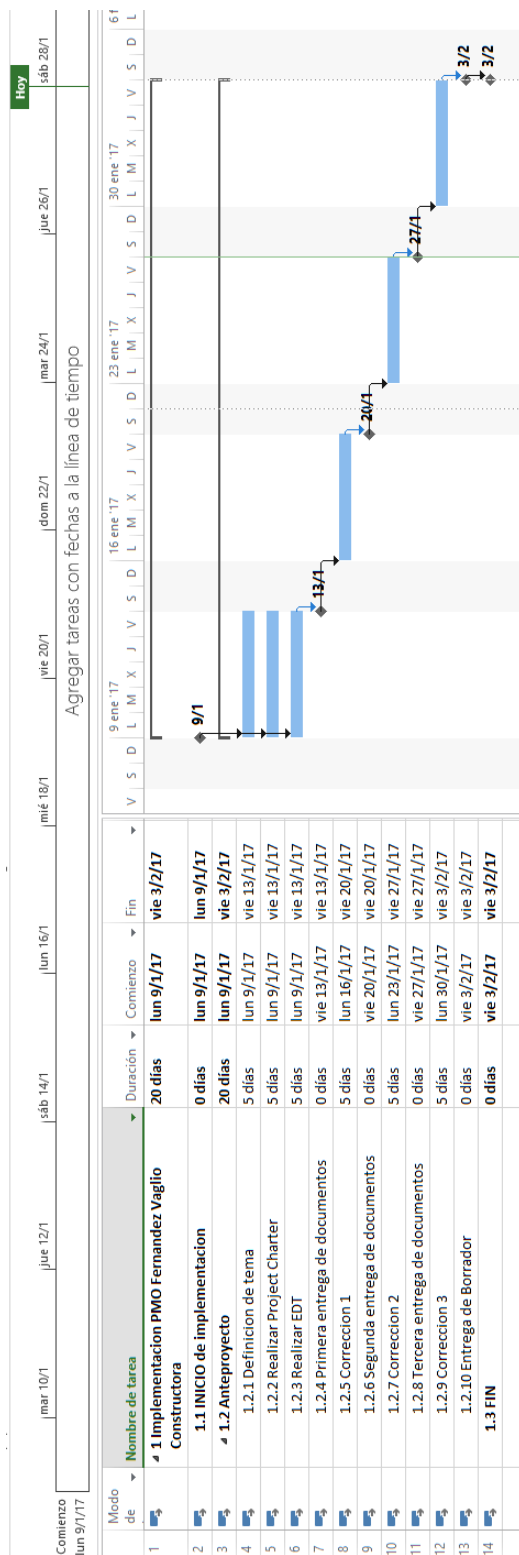 mar 10/1 jue 12/1 sáb 14/1 lun 16/1 mié 18/1 vie 20/1 dom 22/1 mar 24/1 jue 26/1 sáb 28/1
Hoy
Comienzo
lun 9/1/17
Agregar tareas con fechas a la línea de tiempo
Modo de Nombre de tarea Duración Comienzo Fin
9 ene '17 16 ene '17 23 ene '17 30 ene '17 6 f
V S D L M X J V S D L M X J V S D L M X J V S D L M X J V S D L
1 1 Implementacion PMO Fernandez Vaglio Constructora 20 días lun 9/1/17 vie 3/2/17
2 1.1 INICIO de implementacion 0 días lun 9/1/17 lun 9/1/17 9/1
3 1.2 Anteproyecto 20 días lun 9/1/17 vie 3/2/17
4 1.2.1 Definicion de tema 5 días lun 9/1/17 vie 13/1/17
5 1.2.2 Realizar Project Charter 5 días lun 9/1/17 vie 13/1/17
6 1.2.3 Realizar EDT 5 días lun 9/1/17 vie 13/1/17
7 1.2.4 Primera entrega de documentos 0 días vie 13/1/17 vie 13/1/17 13/1
8 1.2.5 Correccion 1 5 días lun 16/1/17 vie 20/1/17
9 1.2.6 Segunda entrega de documentos 0 días vie 20/1/17 vie 20/1/17 20/1
10 1.2.7 Correccion 2 5 días lun 23/1/17 vie 27/1/17
11 1.2.8 Tercera entrega de documentos 0 días vie 27/1/17 vie 27/1/17 27/1
12 1.2.9 Correccion 3 5 días lun 30/1/17 vie 3/2/17
13 1.2.10 Entrega de Borrador 0 días vie 3/2/17 vie 3/2/17 3/2
14 1.3 FIN 0 días vie 3/2/17 vie 3/2/17 3/2